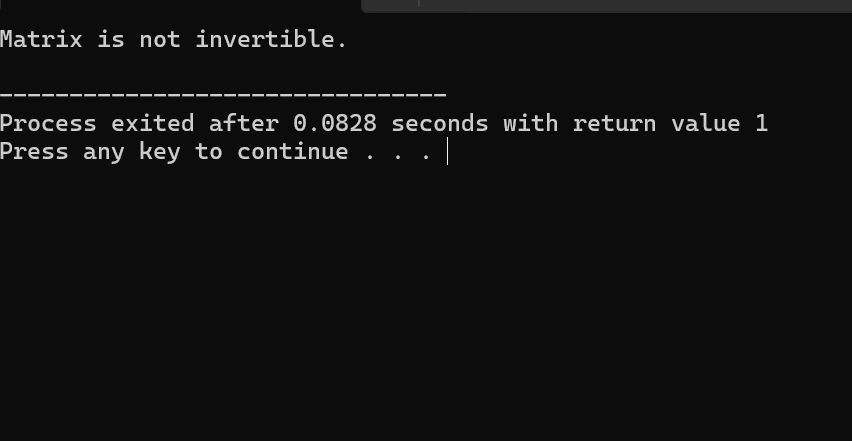 Matrix is not invertible.
--------------------------------
Process exited after 0.0828 seconds with return value 1
Press any key to continue . . .